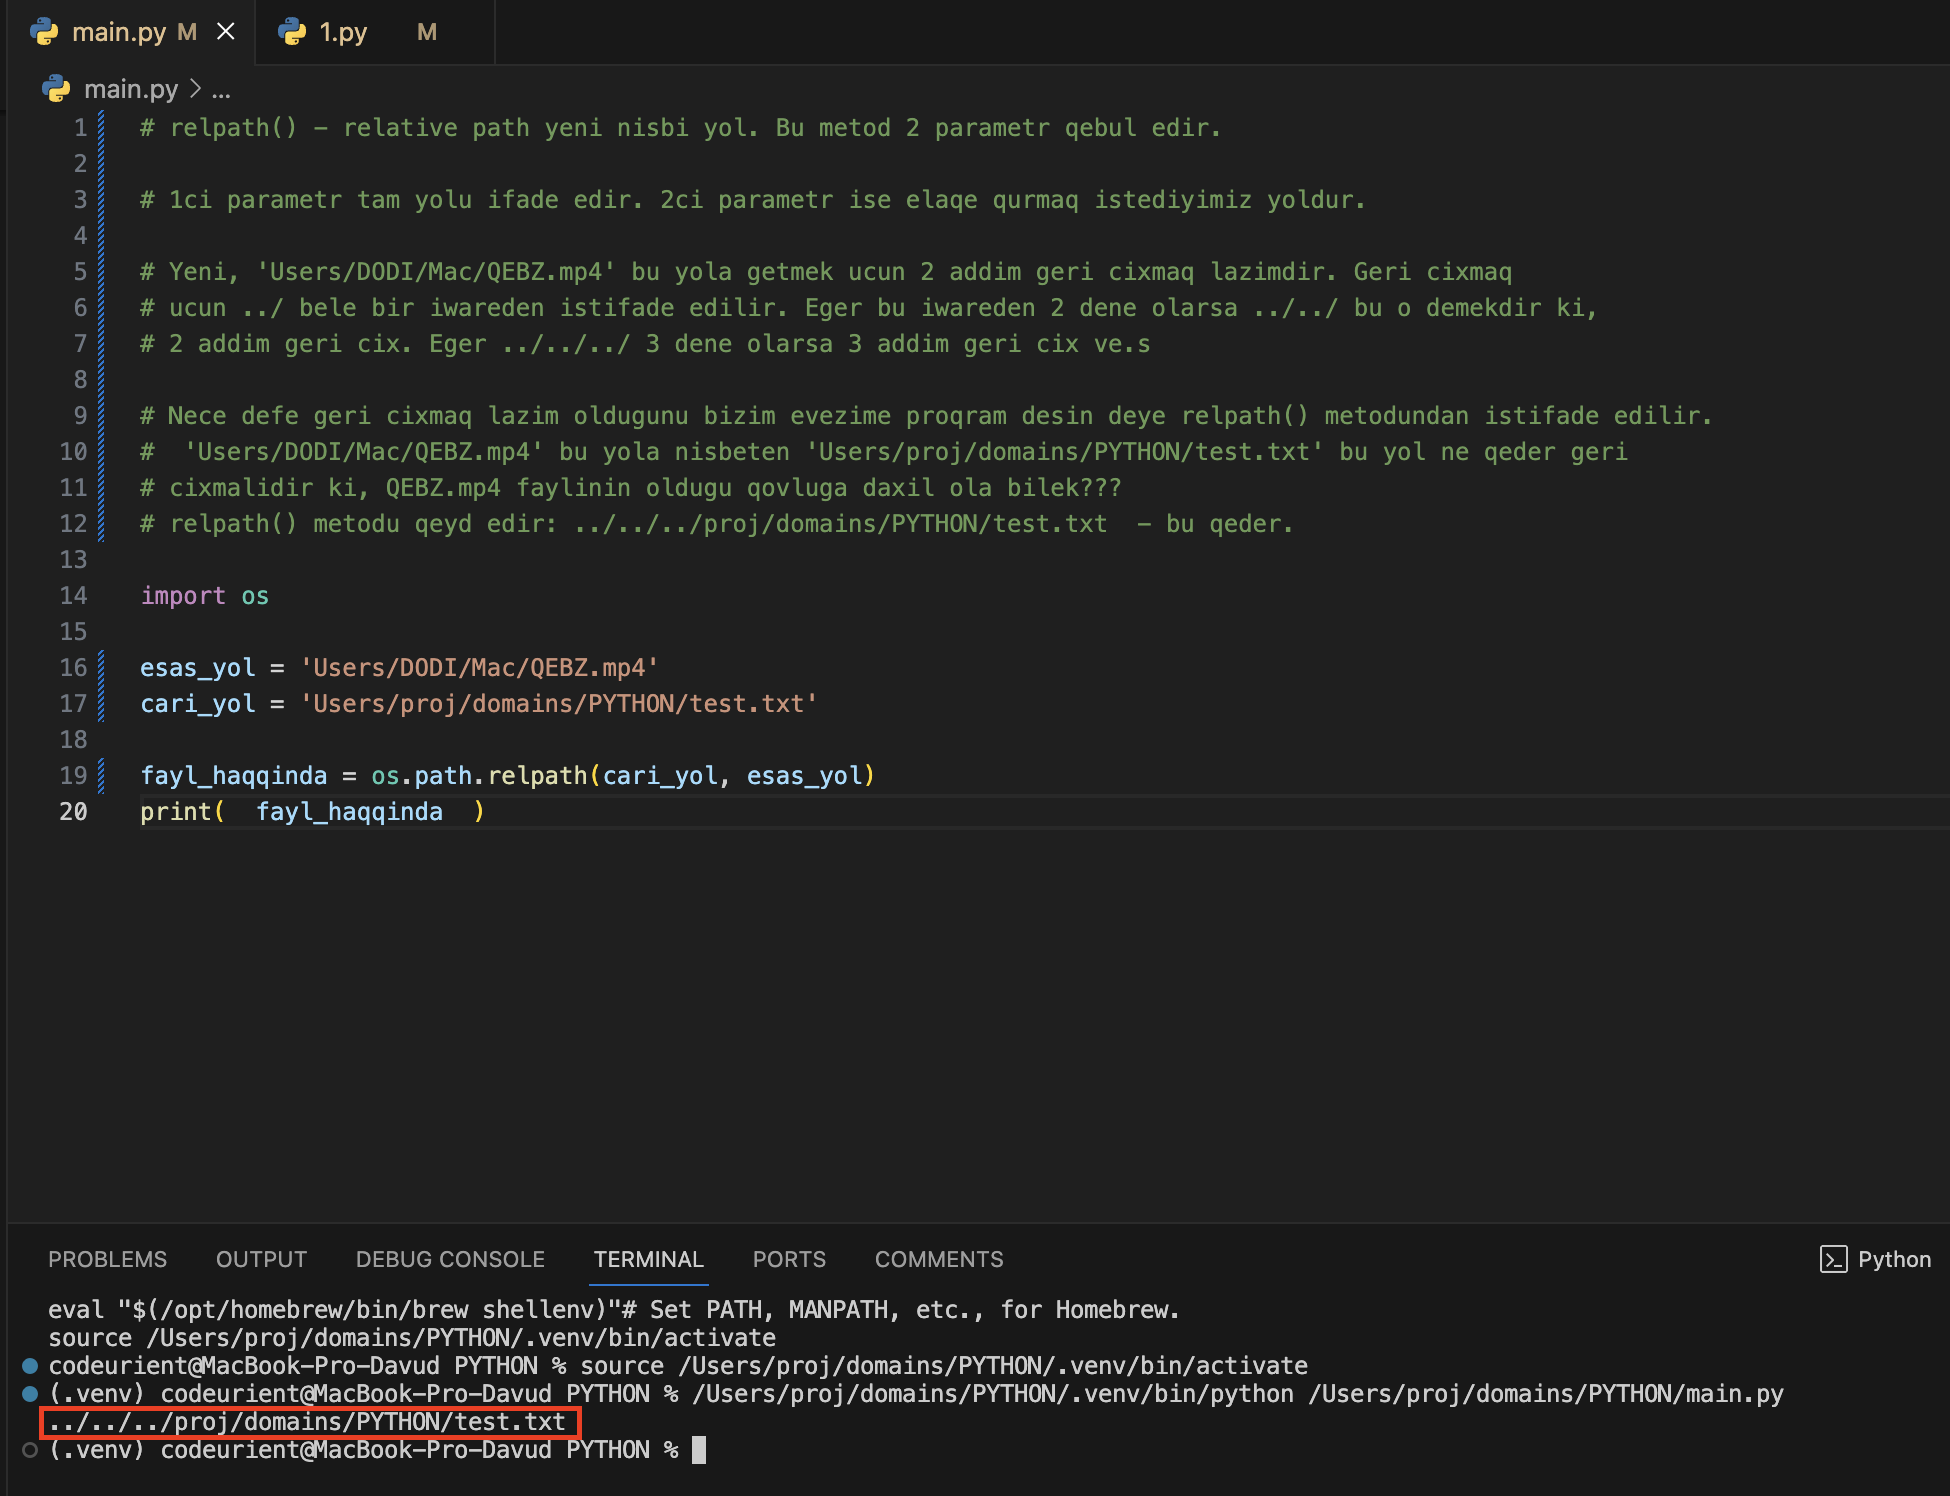 main.py M
1.py M
main.py > ...
1 # relpath() - relative path yeni nisbi yol. Bu metod 2 parametr qebul edir.
2
3 # 1ci parametr tam yolu ifade edir. 2ci parametr ise elaqe qurmaq istediyimiz yoldur.
4
5 # Yeni, 'Users/DODI/Mac/QEBZ.mp4' bu yola getmek ucun 2 addim geri cixmaq lazimdir. Geri cixmaq
6 # ucun ../ bele bir iwareden istifade edilir. Eger bu iwareden 2 dene olarsa ../../ bu o demekdir ki,
7 # 2 addim geri cix. Eger ../../../ 3 dene olarsa 3 addim geri cix ve.s
8
9 # Nece defe geri cixmaq lazim oldugunu bizim evezime proqram desin deye relpath() metodundan istifade edilir.
10 #  'Users/DODI/Mac/QEBZ.mp4' bu yola nisbeten 'Users/proj/domains/PYTHON/test.txt' bu yol ne qeder geri
11 # cixmalidir ki, QEBZ.mp4 faylinin oldugu qovluga daxil ola bilek???
12 # relpath() metodu qeyd edir: ../../../proj/domains/PYTHON/test.txt  - bu qeder.
13
14 import os
15
16 esas_yol = 'Users/DODI/Mac/QEBZ.mp4'
17 cari_yol = 'Users/proj/domains/PYTHON/test.txt'
18
19 fayl_haqqinda = os.path.relpath(cari_yol, esas_yol)
20 print(  fayl_haqqinda  )
PROBLEMS OUTPUT DEBUG CONSOLE TERMINAL PORTS COMMENTS Python
eval "$(/opt/homebrew/bin/brew shellenv)"# Set PATH, MANPATH, etc., for Homebrew.
source /Users/proj/domains/PYTHON/.venv/bin/activate
codeurient@MacBook-Pro-Davud PYTHON % source /Users/proj/domains/PYTHON/.venv/bin/activate
(.venv) codeurient@MacBook-Pro-Davud PYTHON % /Users/proj/domains/PYTHON/.venv/bin/python /Users/proj/domains/PYTHON/main.py
../../../proj/domains/PYTHON/test.txt
(.venv) codeurient@MacBook-Pro-Davud PYTHON %